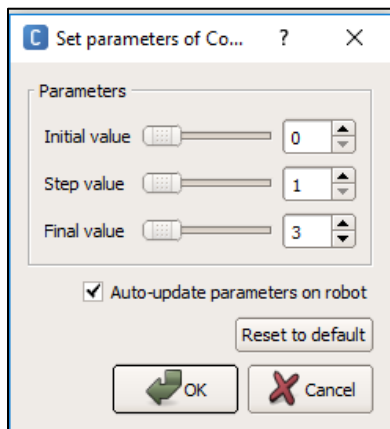 C Set parameters of Co... ?
Parameters
Initial value 0
Step value 1
Final value 3
Auto-update parameters on robot
Reset to default
OK Cancel